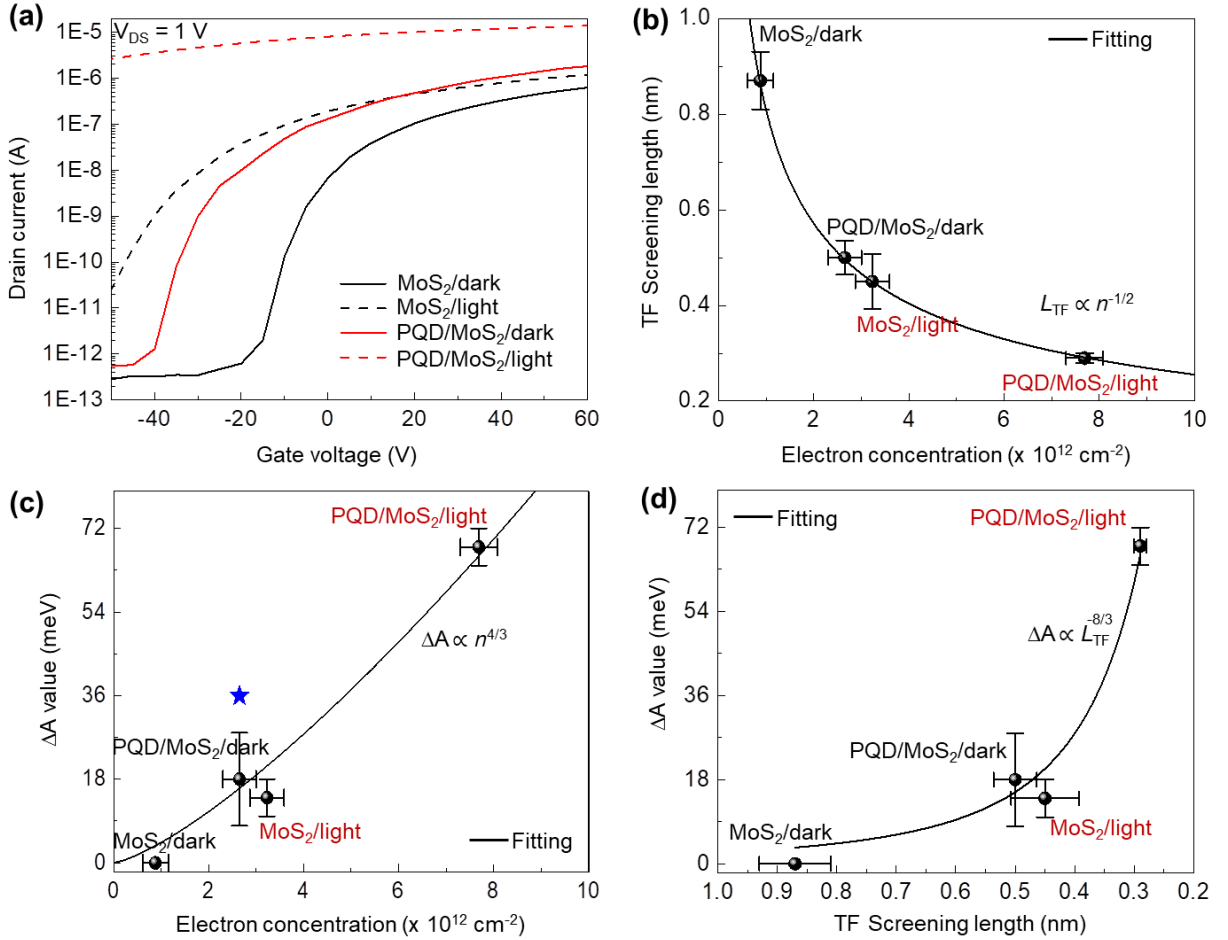 (a)
V_DS = 1 V
1E-5
1E-6
1E-7
1E-8
1E-9
1E-10
1E-11
1E-12
1E-13
Drain current (A)
MoS₂/dark
MoS₂/light
PQD/MoS₂/dark
PQD/MoS₂/light
-40 -20 0 20 40 60
Gate voltage (V)
(b)
1.0
0.8
0.6
0.4
0.2
TF Screening length (nm)
MoS₂/dark
Fitting
PQD/MoS₂/dark
MoS₂/light
L_TF ∝ n^-1/2
PQD/MoS₂/light
0 2 4 6 8 10
Electron concentration (x 10¹² cm⁻²)
(c)
72
54
36
18
0
ΔA value (meV)
PQD/MoS₂/light
ΔA ∝ n^4/3
PQD/MoS₂/dark
MoS₂/light
MoS₂/dark
Fitting
0 2 4 6 8 10
Electron concentration (x 10¹² cm⁻²)
(d)
72
54
36
18
0
ΔA value (meV)
Fitting
PQD/MoS₂/light
ΔA ∝ L_TF^-8/3
PQD/MoS₂/dark
MoS₂/light
MoS₂/dark
1.0 0.9 0.8 0.7 0.6 0.5 0.4 0.3 0.2
TF Screening length (nm)